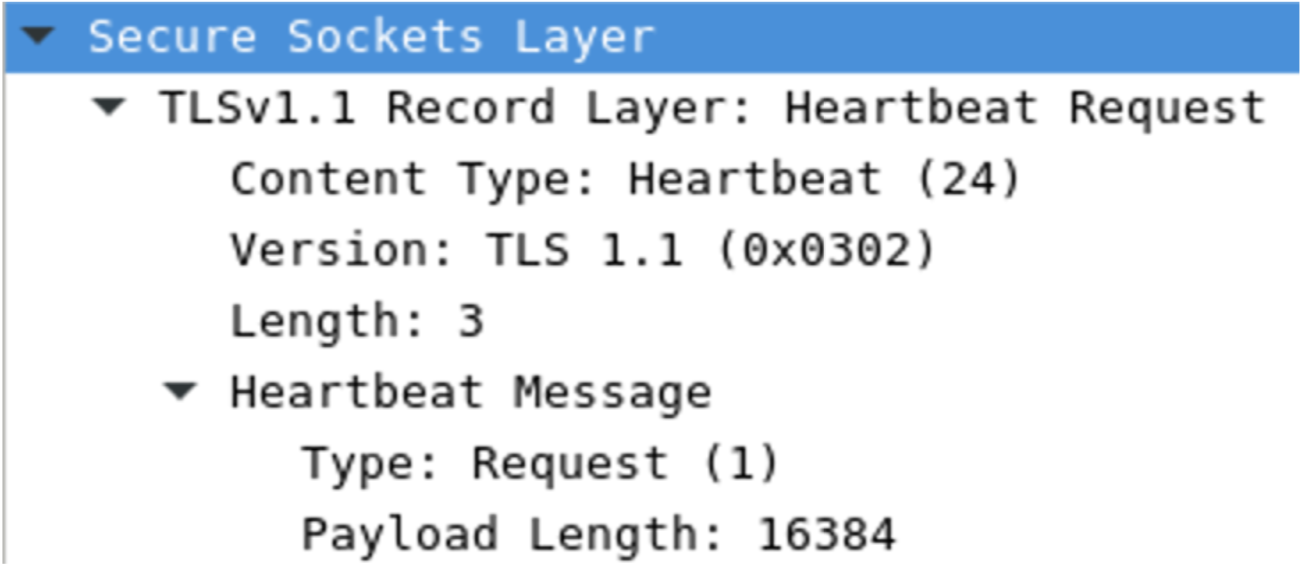 Secure Sockets Layer
TLSv1.1 Record Layer: Heartbeat Request
Content Type: Heartbeat (24)
Version: TLS 1.1 (0x0302)
Length: 3
Heartbeat Message
Type: Request (1)
Payload Length: 16384